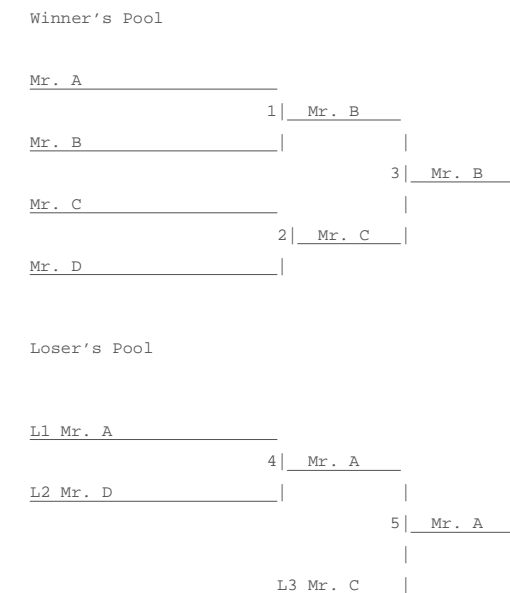 Winner's Pool
Mr. A
1| Mr. B
Mr. B | |
3| Mr. B
Mr. C |
2| Mr. C |
Mr. D |
Loser's Pool
L1 Mr. A
4| Mr. A
L2 Mr. D | |
5| Mr. A
|
L3 Mr. C |